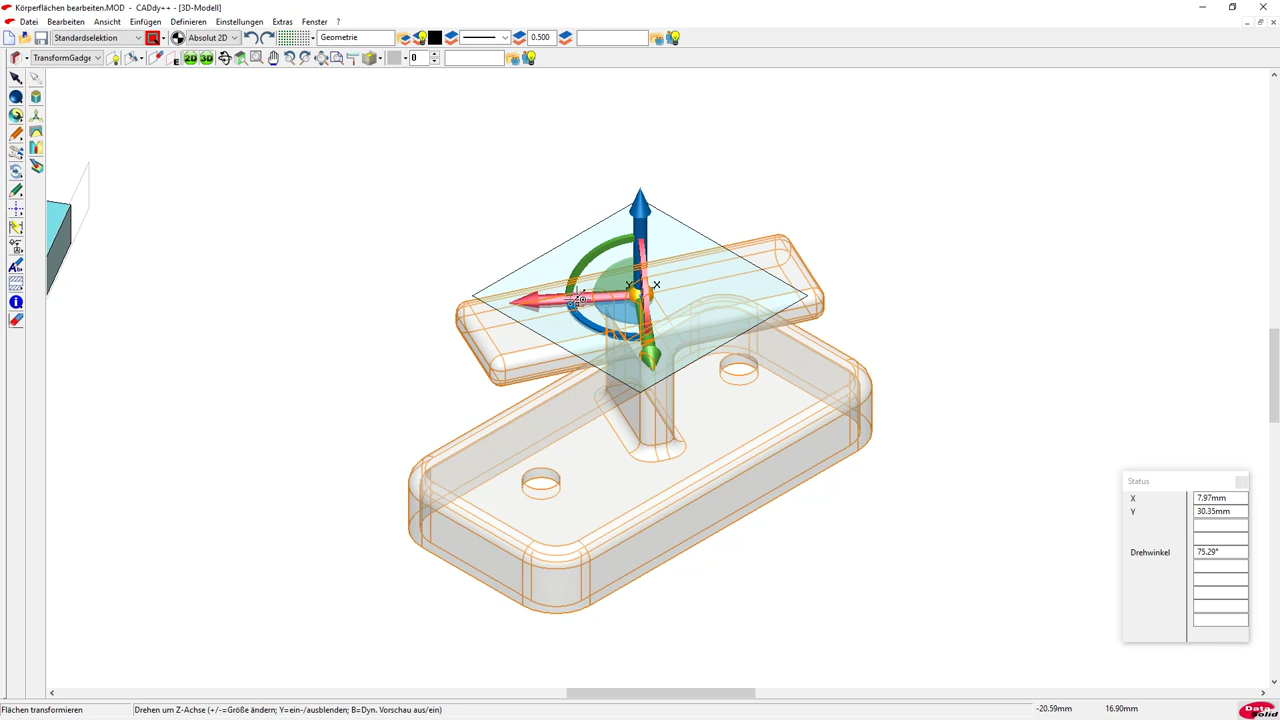 Körperflächen bearbeiten.MOD - CADdy++ - [3D-Modell]
Datei Bearbeiten Ansicht Einfügen Definieren Einstellungen Extras Fenster ?
Standardselektion Absolut 2D Geometrie 0.500
TransformGadge 2D 3D 0
Y X
Status
X 7.97mm
Y 30.35mm
Drehwinkel 75.29°
Flächen transformieren Drehen um Z-Achse (+/-=Größe ändern; Y=ein-/ausblenden; B=Dyn. Vorschau aus/ein) -20.59mm 16.90mm
Data Solid